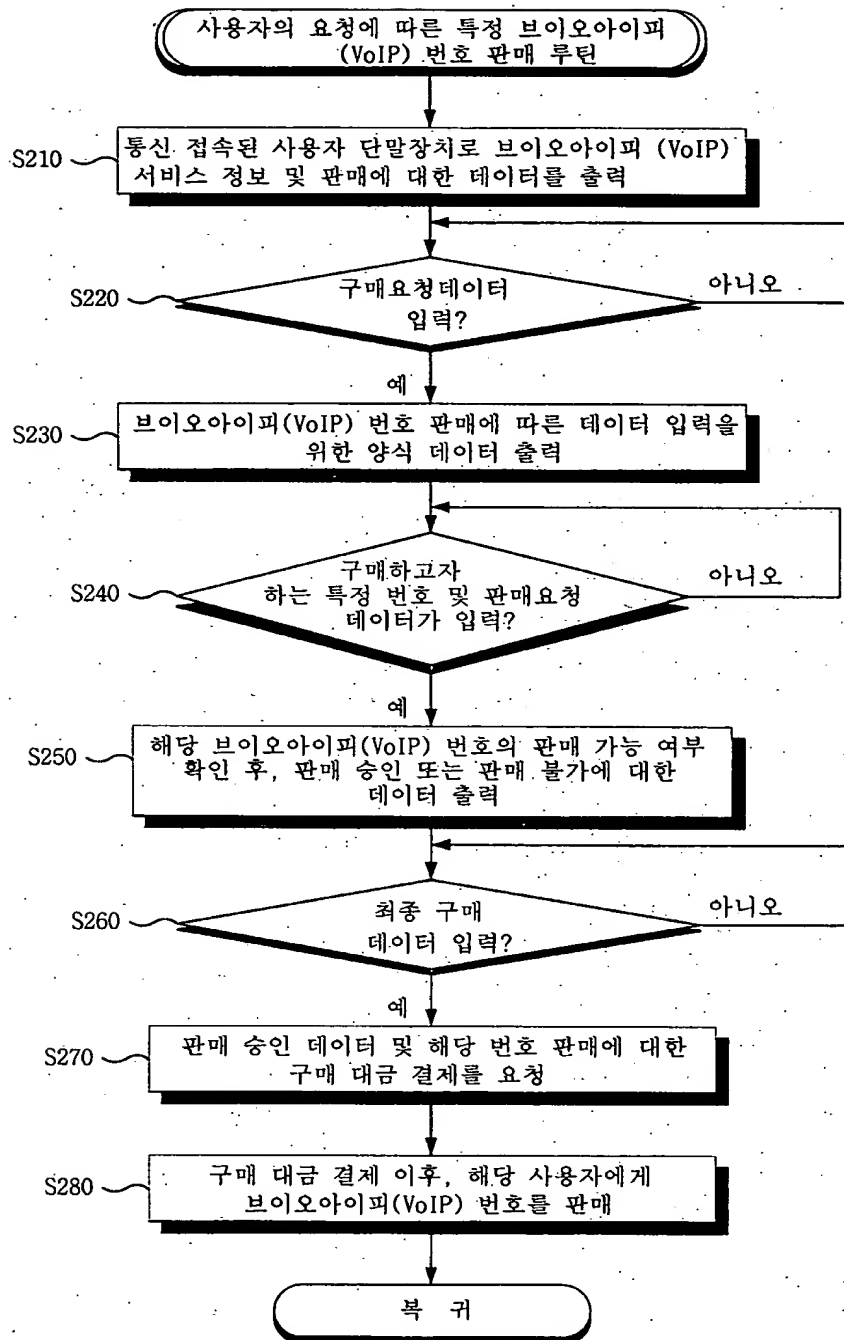 사용자의 요청에 따른 특정 브이오아이피
(VoIP) 번호 판매 루틴
S210
통신 접속된 사용자 단말장치로 브이오아이피 (VoIP)
서비스 정보 및 판매에 대한 데이터를 출력
S220
구매요청데이터
입력?
아니오
예
S230
브이오아이피(VoIP) 번호 판매에 따른 데이터 입력을
위한 양식 데이터 출력
S240
구매하고자
하는 특정 번호 및 판매요청
데이터가 입력?
아니오
예
S250
해당 브이오아이피(VoIP) 번호의 판매 가능 여부
확인 후, 판매 승인 또는 판매 불가에 대한
데이터 출력
S260
최종 구매
데이터 입력?
아니오
예
S270
판매 승인 데이터 및 해당 번호 판매에 대한
구매 대금 결제를 요청
S280
구매 대금 결제 이후, 해당 사용자에게
브이오아이피(VoIP) 번호를 판매
복 귀